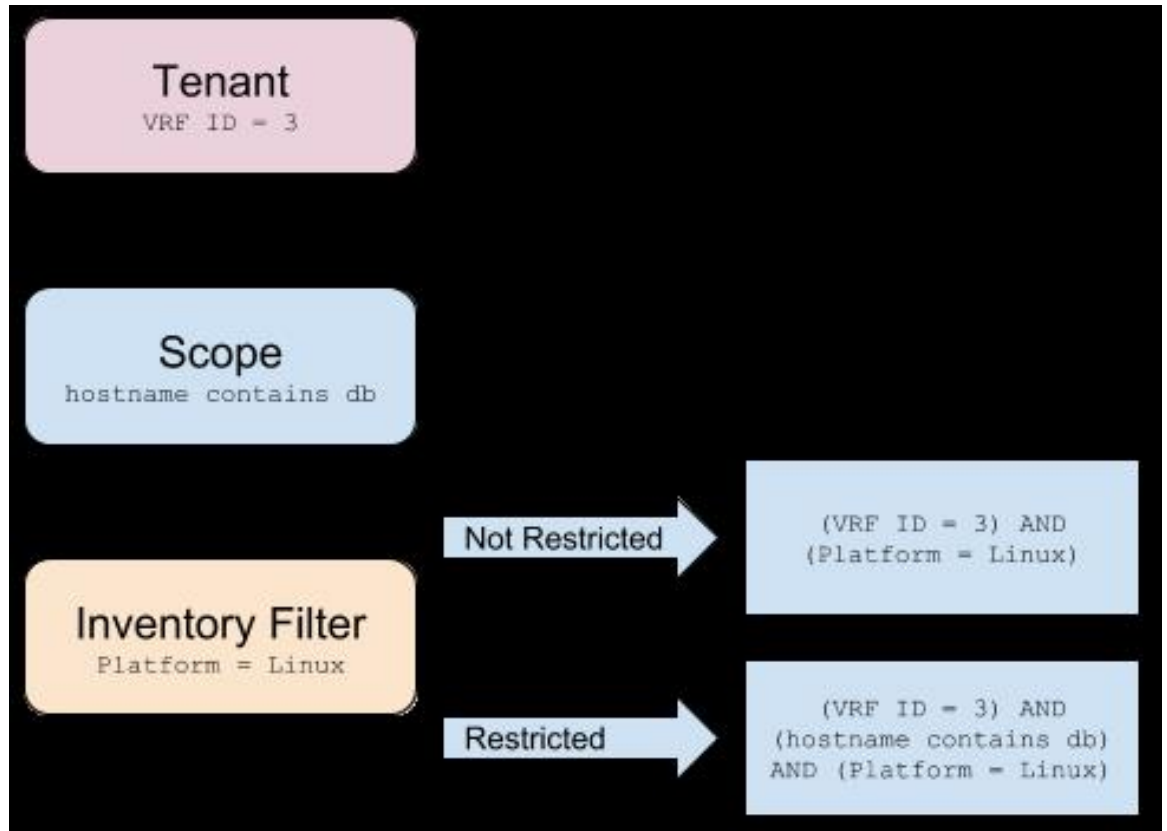 Tenant
VRF ID = 3
Scope
hostname contains db
Not Restricted
(VRF ID = 3) AND
(Platform = Linux)
Inventory Filter
Platform = Linux
Restricted
(VRF ID = 3) AND
(hostname contains db)
AND (Platform = Linux)